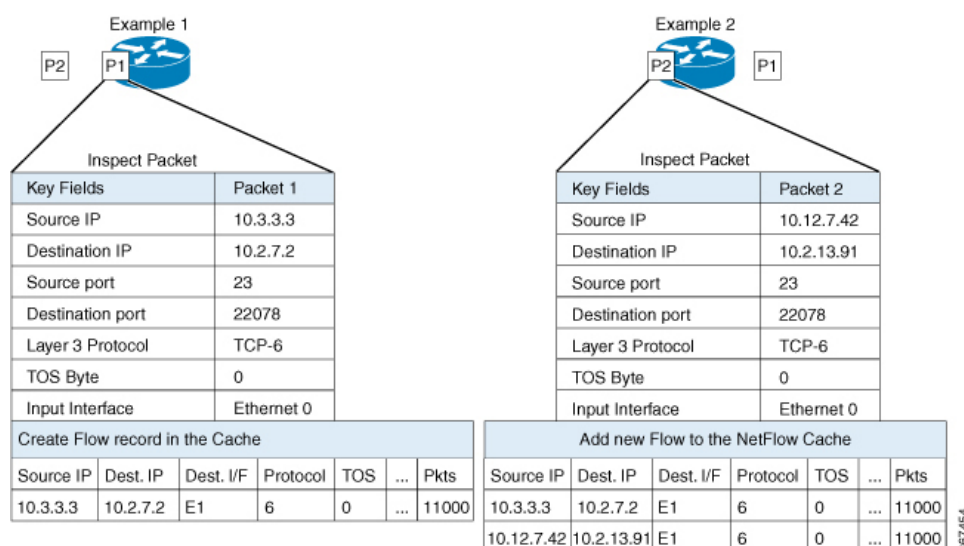 Example 1
P2
P1
Inspect Packet
Key Fields Packet 1
Source IP 10.3.3.3
Destination IP 10.2.7.2
Source port 23
Destination port 22078
Layer 3 Protocol TCP-6
TOS Byte 0
Input Interface Ethernet 0
Create Flow record in the Cache
Source IP Dest. IP Dest. I/F Protocol TOS ... Pkts
10.3.3.3 10.2.7.2 E1 6 0 ... 11000
Example 2
P2
P1
Inspect Packet
Key Fields Packet 2
Source IP 10.12.7.42
Destination IP 10.2.13.91
Source port 23
Destination port 22078
Layer 3 Protocol TCP-6
TOS Byte 0
Input Interface Ethernet 0
Add new Flow to the NetFlow Cache
Source IP Dest. IP Dest. I/F Protocol TOS ... Pkts
10.3.3.3 10.2.7.2 E1 6 0 ... 11000
10.12.7.42 10.2.13.91 E1 6 0 ... 11000